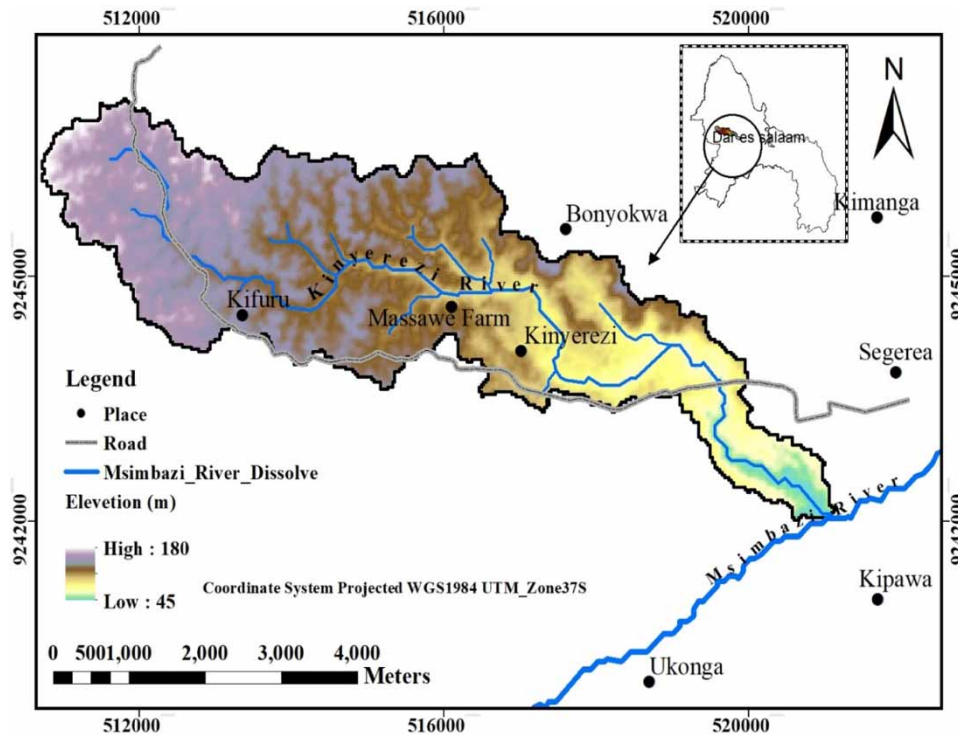 512000 516000 520000
N
Dar es salaam
Kimanga
Bonyokwa
9245000 9245000
Kinyerezi River
Kifuru
Massawe Farm
Kinyerezi
Segerea
Legend
Place
Road
Msimbazi_River_Dissolve
Elevetion (m)
High : 180
Low : 45
Coordinate System Projected WGS1984 UTM_Zone37S
9242000 9242000
Msimbazi River
Kipawa
Ukonga
0 5001,000 2,000 3,000 4,000
Meters
512000 516000 520000